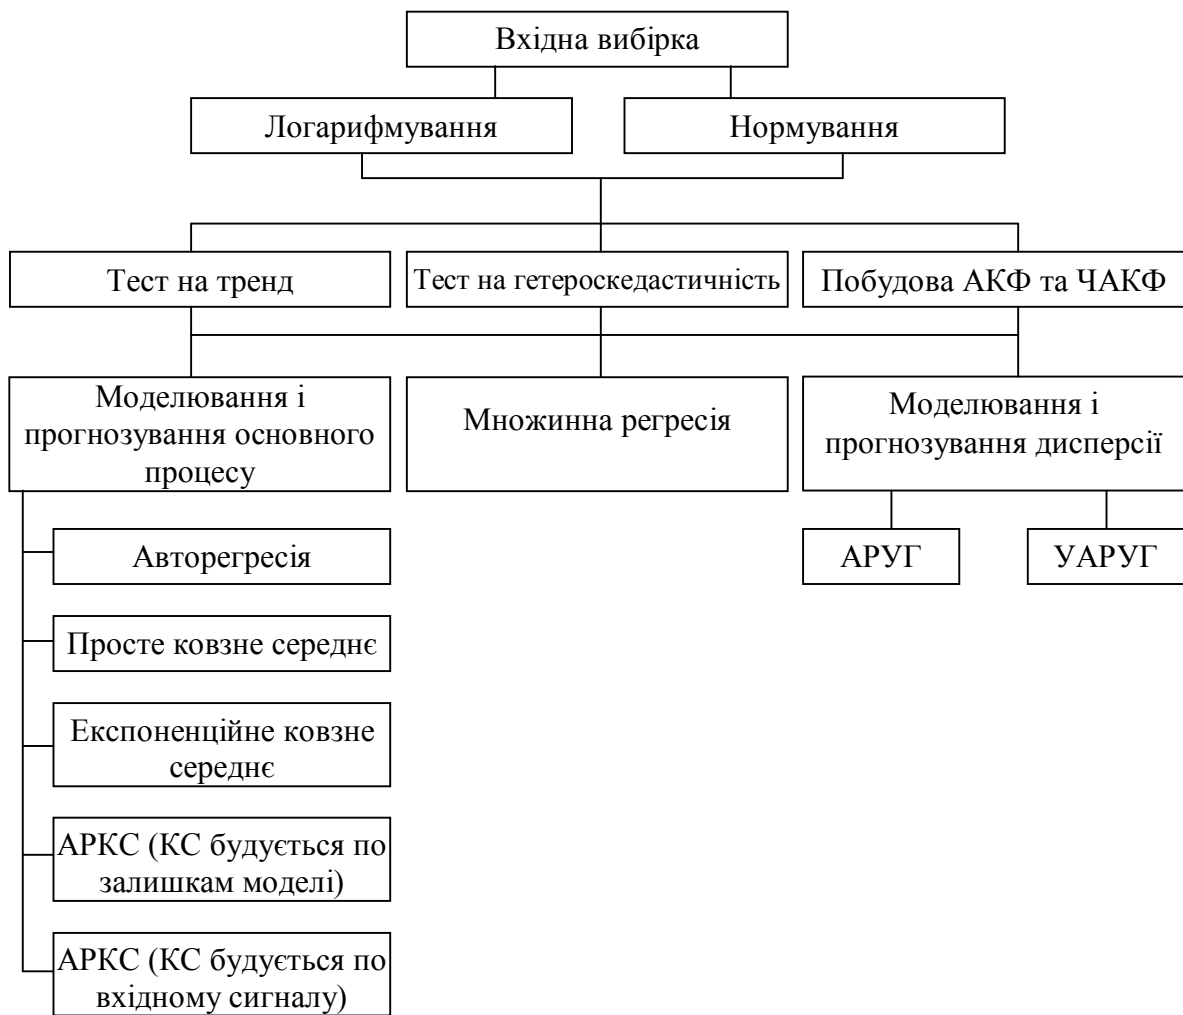 Вхідна вибірка
Логарифмування
Нормування
Тест на тренд
Тест на гетероскедастичність
Побудова АКФ та ЧАКФ
Моделювання і
прогнозування основного
процесу
Множинна регресія
Моделювання і
прогнозування дисперсії
Авторегресія
АРУГ
УАРУГ
Просте ковзне середнє
Експоненційне ковзне
середнє
АРКС (КС будується по
залишкам моделі)
АРКС (КС будується по
вхідному сигналу)